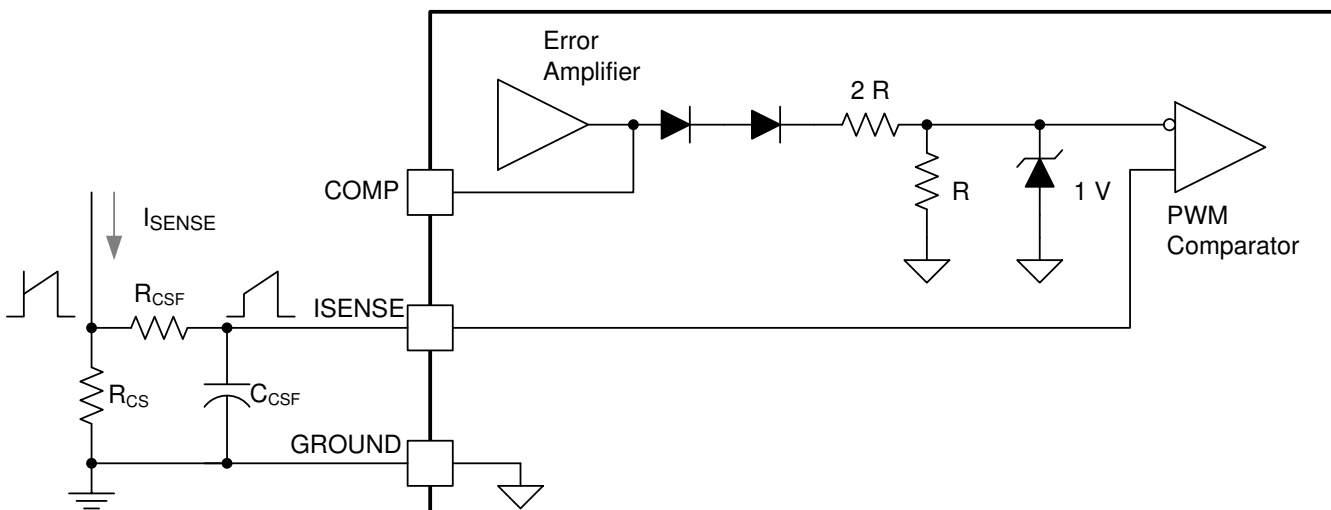 Error
Amplifier
2 R
COMP
R
1 V
PWM
Comparator
ISENSE
RCSF
ISENSE
RCS
CCSF
GROUND